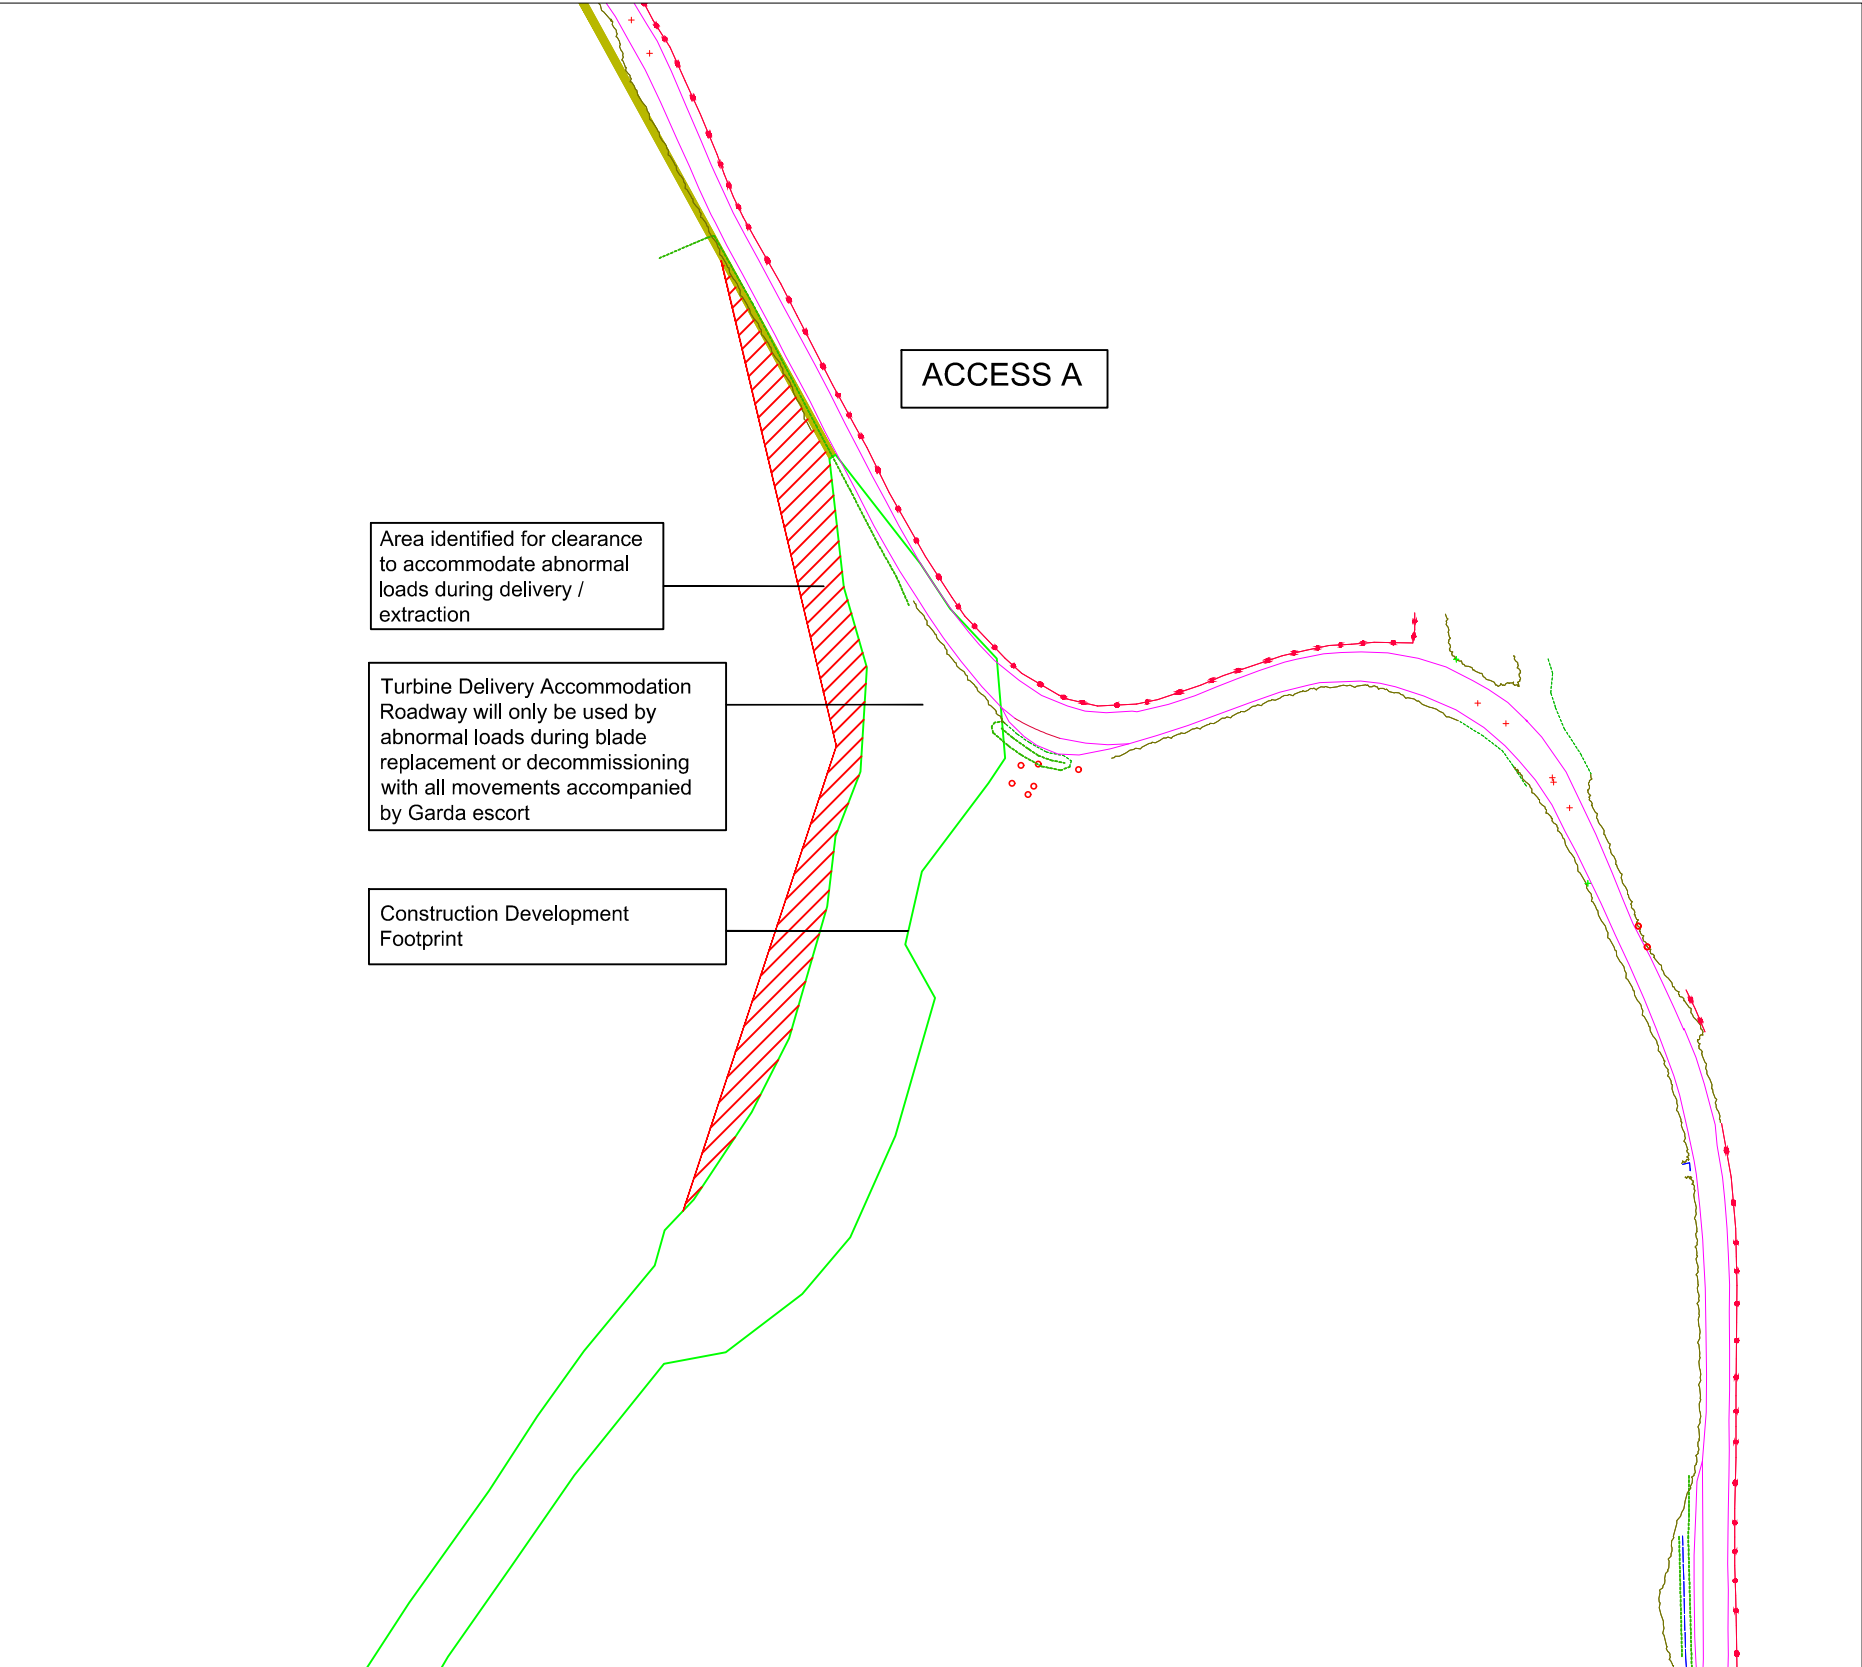 ACCESS A
Area identified for clearance
to accommodate abnormal
loads during delivery /
extraction
Turbine Delivery Accommodation
Roadway will only be used by
abnormal loads during blade
replacement or decommissioning
with all movements accompanied
by Garda escort
Construction Development
Footprint